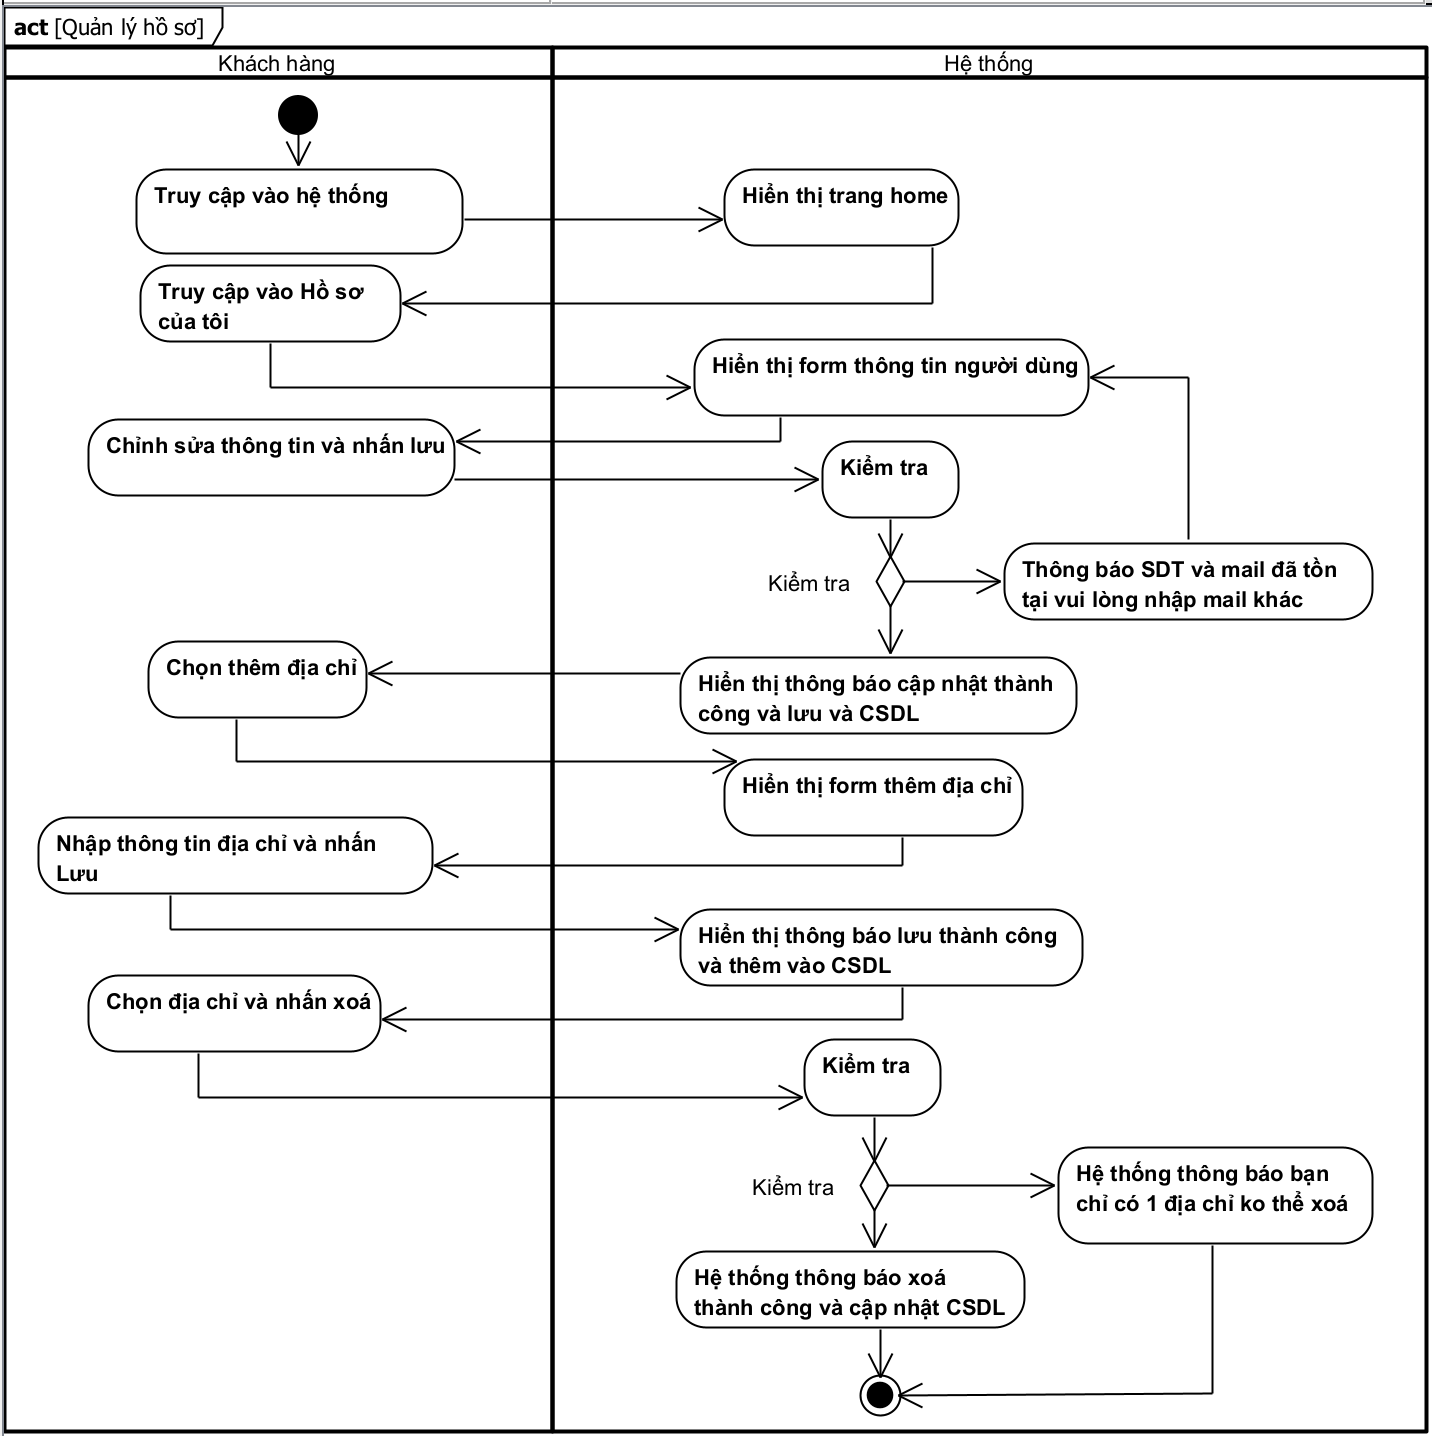 act [Quản lý hồ sơ]
Khách hàng
Hệ thống
Truy cập vào hệ thống
Hiển thị trang home
Truy cập vào Hồ sơ
của tôi
Hiển thị form thông tin người dùng
Chỉnh sửa thông tin và nhấn lưu
Kiểm tra
Kiểm tra
Thông báo SDT và mail đã tồn
tại vui lòng nhập mail khác
Chọn thêm địa chỉ
Hiển thị thông báo cập nhật thành
công và lưu và CSDL
Hiển thị form thêm địa chỉ
Nhập thông tin địa chỉ và nhấn
Lưu
Hiển thị thông báo lưu thành công
và thêm vào CSDL
Chọn địa chỉ và nhấn xoá
Kiểm tra
Kiểm tra
Hệ thống thông báo bạn
chỉ có 1 địa chỉ ko thể xoá
Hệ thống thông báo xoá
thành công và cập nhật CSDL